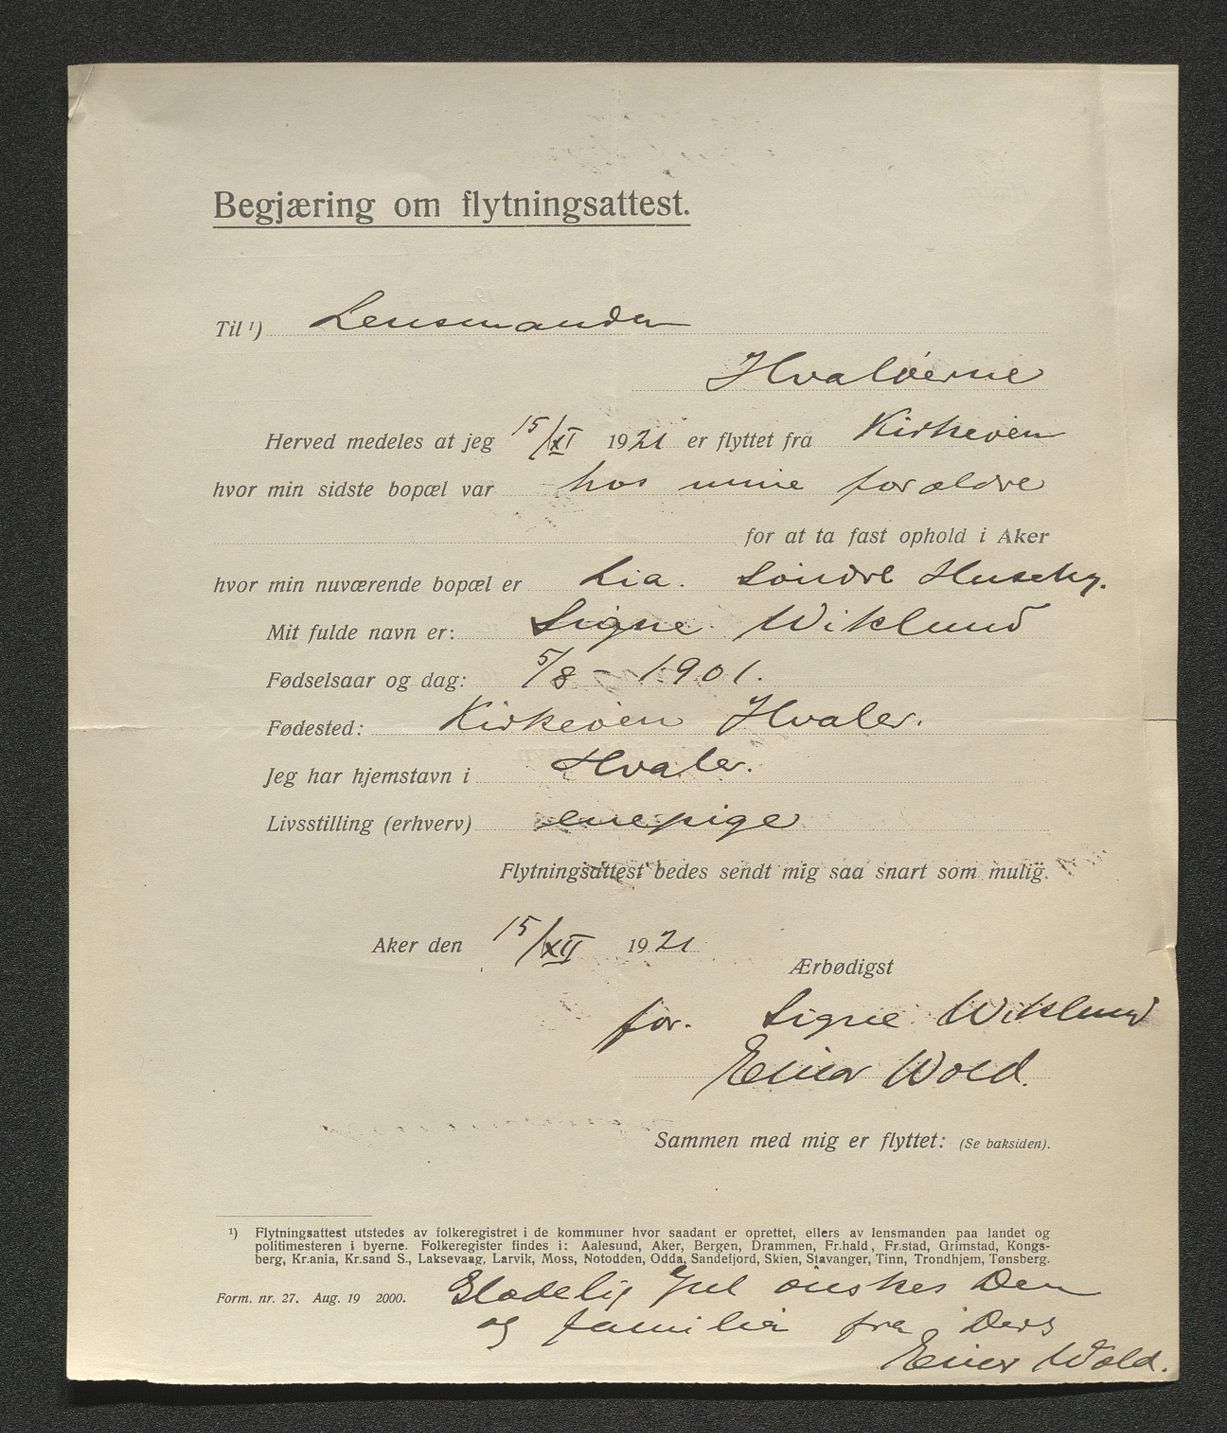 Begjæring om flytningsattest.
Til ¹) Lensmanden
Hvaløerne
Herved medeles at jeg 15/XI 1921 er flyttet fra Kirkeøen
hvor min sidste bopæl var hos mine forældre
for at ta fast ophold i Aker
hvor min nuværende bopæl er Lia. Søndre Huseby.
Mit fulde navn er: Signe Wiklund
Fødselsaar og dag: 5/8 - 1901.
Fødested: Kirkeøen Hvaler.
Jeg har hjemstavn i Hvaler.
Livsstilling (erhverv) enepige
Flytningsattest bedes sendt mig saa snart som mulig.
Aker den 15/XII 1921
Ærbødigst
for. Signe Wiklund
Einar Wold.
Sammen med mig er flyttet: (Se baksiden).
¹) Flytningsattest utstedes av folkeregistret i de kommuner hvor saadant er oprettet, ellers av lensmanden paa landet og
politimesteren i byerne. Folkeregister findes i: Aalesund, Aker, Bergen, Drammen, Fr.hald, Fr.stad, Grimstad, Kongs-
berg, Kr.ania, Kr.sand S., Laksevaag, Larvik, Moss, Notodden, Odda, Sandefjord, Skien, Stavanger, Tinn, Trondhjem, Tønsberg.
Form. nr. 27. Aug. 19 2000. Glædelig Jul ønskes Dem
og familie fra Deres
Einar Wold.